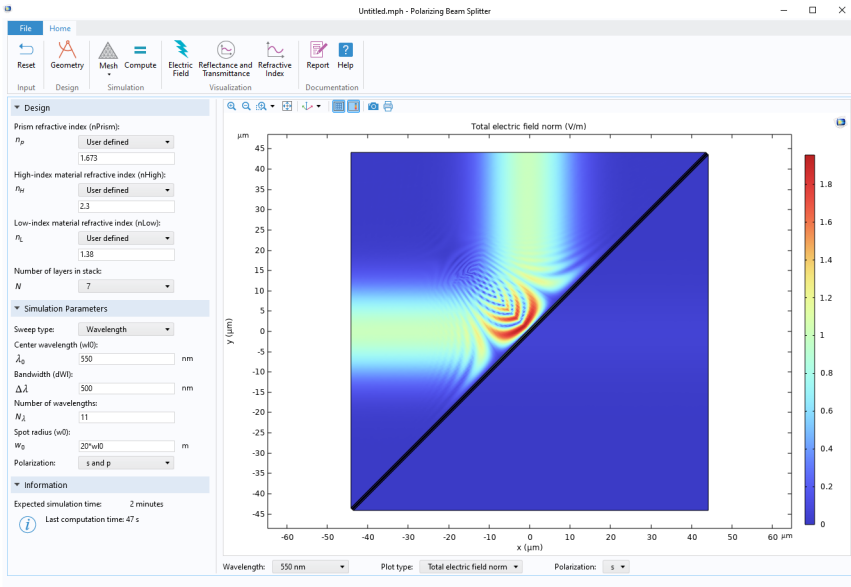 Untitled.mph - Polarizing Beam Splitter
File Home
Reset Geometry Mesh Compute Electric Field Reflectance and Transmittance Refractive Index Report Help
Input Design Simulation Visualization Documentation
Design
Prism refractive index (nPrism):
n_p User defined
1.673
High-index material refractive index (nHigh):
n_H User defined
2.3
Low-index material refractive index (nLow):
n_L User defined
1.38
Number of layers in stack:
N 7
Simulation Parameters
Sweep type: Wavelength
Center wavelength (wl0):
λ_0 550 nm
Bandwidth (dWl):
Δλ 500 nm
Number of wavelengths:
N_λ 11
Spot radius (w0):
w_0 20*wl0 m
Polarization: s and p
Information
Expected simulation time: 2 minutes
i Last computation time: 47 s
Total electric field norm (V/m)
μm
45
40
35
30
25
20
15
10
5
0
-5
-10
-15
-20
-25
-30
-35
-40
-45
y (μm)
-60 -50 -40 -30 -20 -10 0 10 20 30 40 50 60 μm
x (μm)
1.8
1.6
1.4
1.2
1
0.8
0.6
0.4
0.2
0
Wavelength: 550 nm Plot type: Total electric field norm Polarization: s